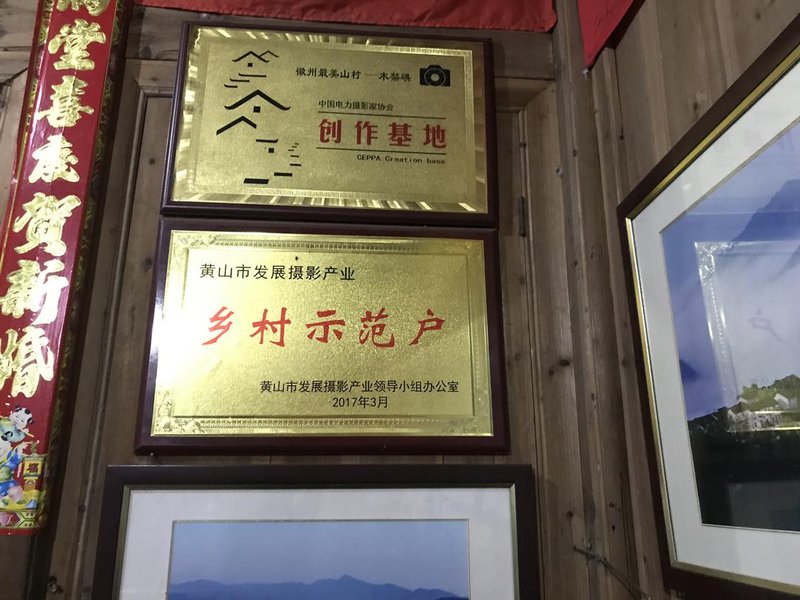 满堂喜庆贺新婚
徽州最美山村——木梨硔
中国电力摄影家协会
创作基地
CEPPA Creation base
黄山市发展摄影产业
乡村示范户
黄山市发展摄影产业领导小组办公室
2017年3月